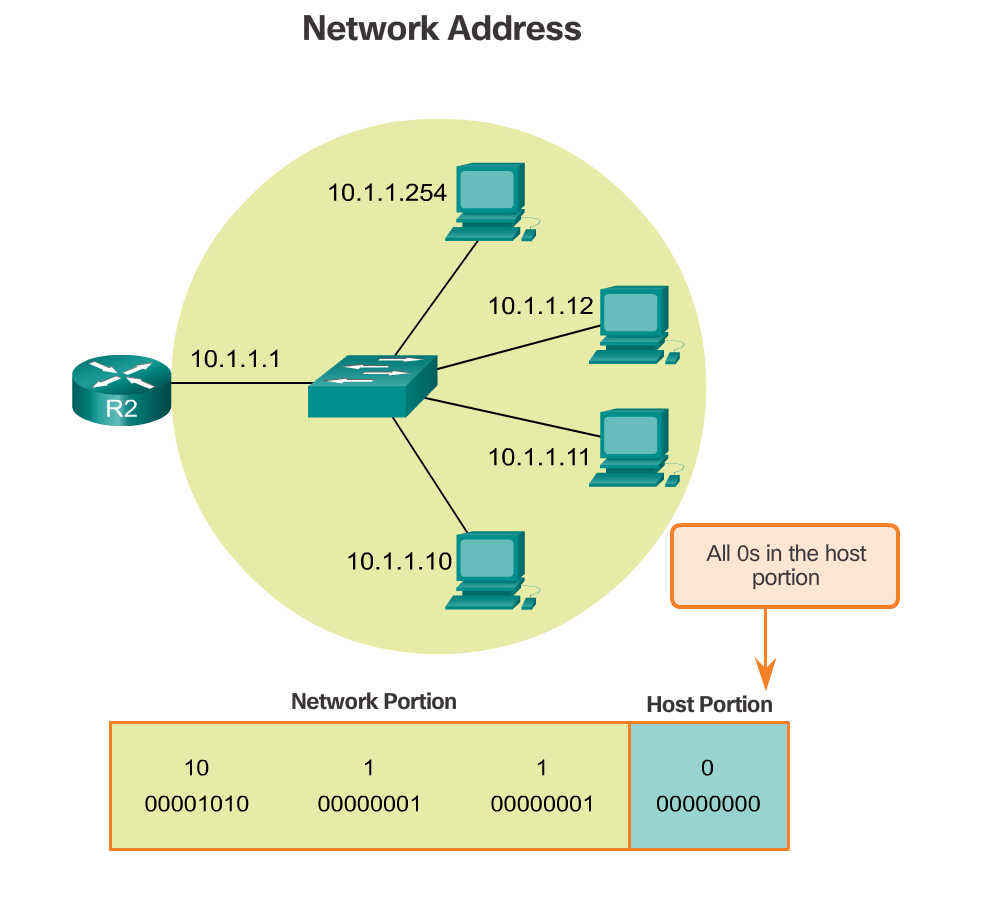 Network Address
10.1.1.254
10.1.1.12
10.1.1.1
R2
10.1.1.11
10.1.1.10
All 0s in the host
portion
Network Portion
Host Portion
10 1 1 0
00001010 00000001 00000001 00000000